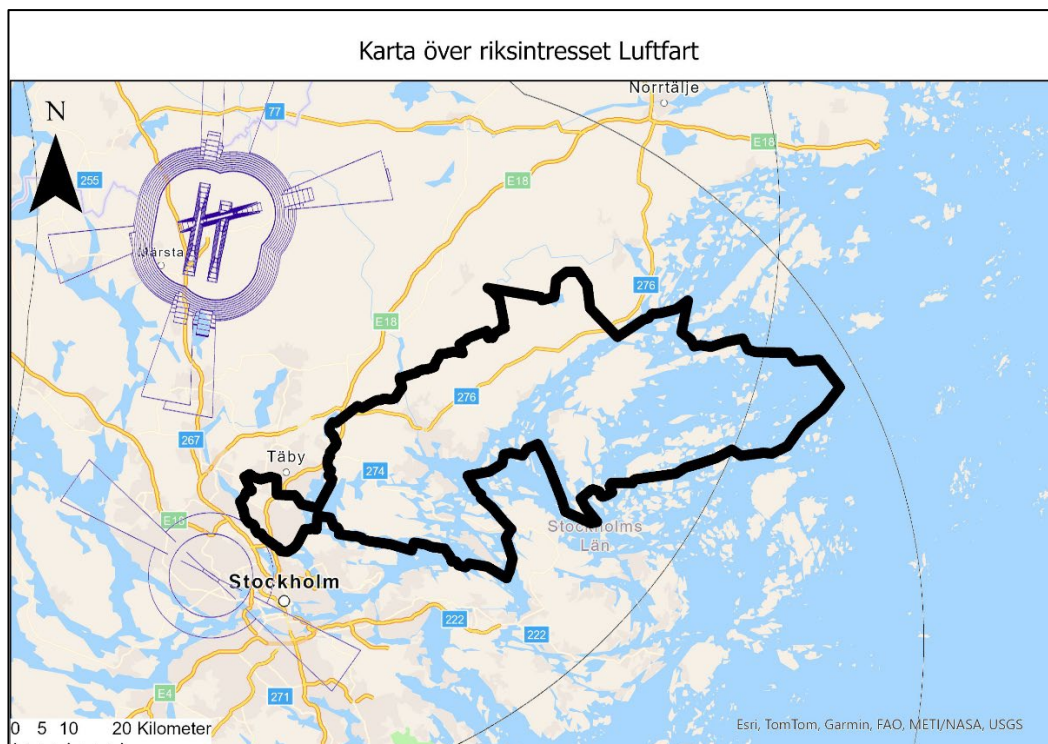 Karta över riksintresset Luftfart
Norrtälje
N
77
E18
255
E18
Märsta
276
E18
276
267
Täby
274
E18
Stockholms
Län
Stockholm
222
222
E4
271
0 5 10 20 Kilometer
Esri, TomTom, Garmin, FAO, METI/NASA, USGS